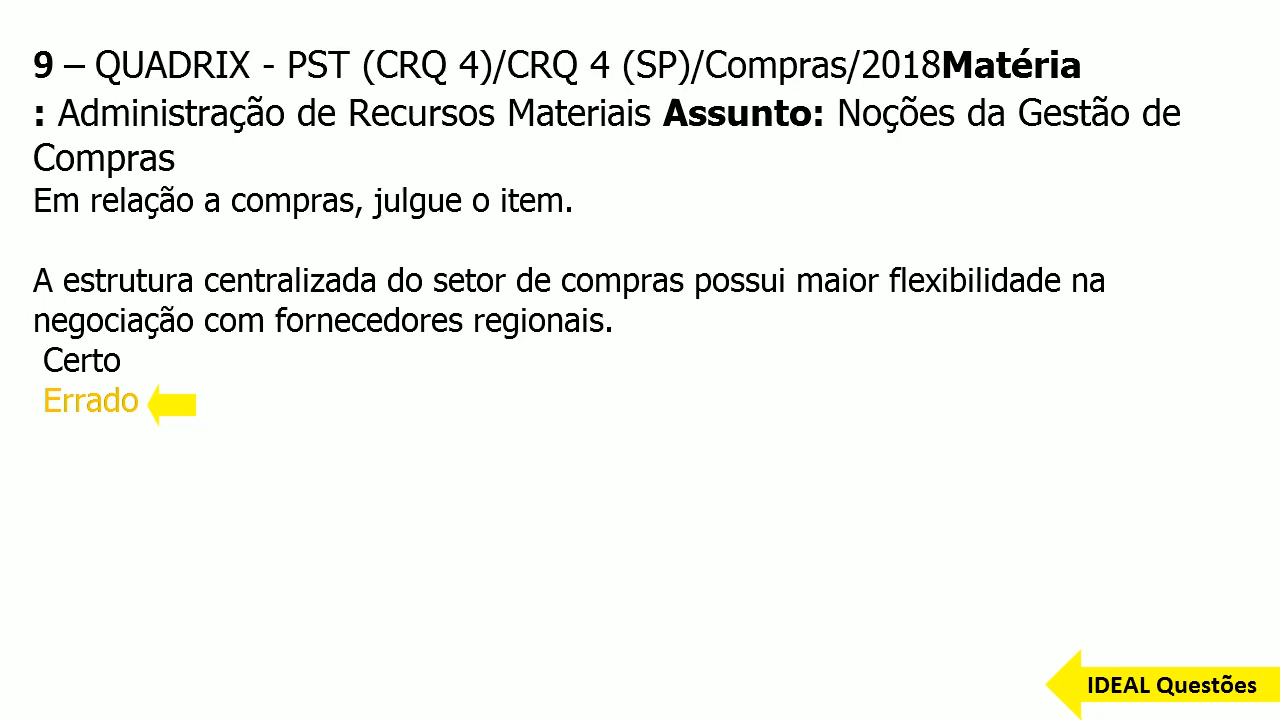 9 – QUADRIX - PST (CRQ 4)/CRQ 4 (SP)/Compras/2018Matéria
: Administração de Recursos Materiais Assunto: Noções da Gestão de
Compras
Em relação a compras, julgue o item.
A estrutura centralizada do setor de compras possui maior flexibilidade na
negociação com fornecedores regionais.
Certo
Errado
IDEAL Questões